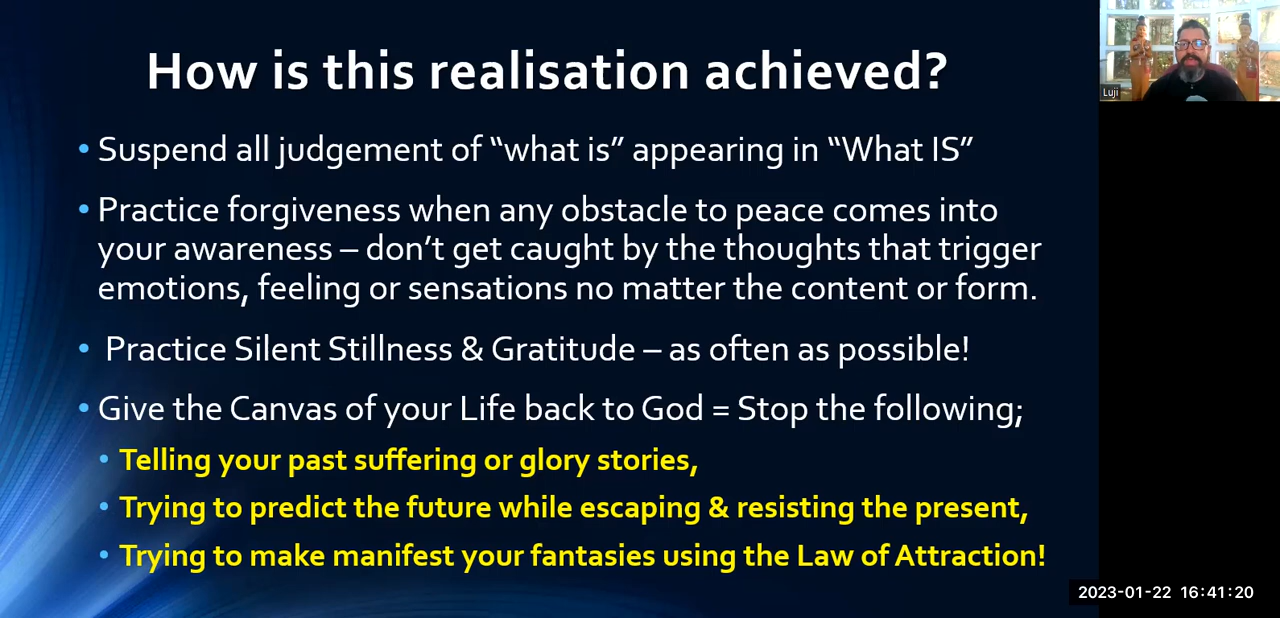 How is this realisation achieved?
• Suspend all judgement of “what is” appearing in “What IS”
• Practice forgiveness when any obstacle to peace comes into
your awareness – don’t get caught by the thoughts that trigger
emotions, feeling or sensations no matter the content or form.
• Practice Silent Stillness & Gratitude – as often as possible!
• Give the Canvas of your Life back to God = Stop the following;
• Telling your past suffering or glory stories,
• Trying to predict the future while escaping & resisting the present,
• Trying to make manifest your fantasies using the Law of Attraction!
Luji
2023-01-22 16:41:20